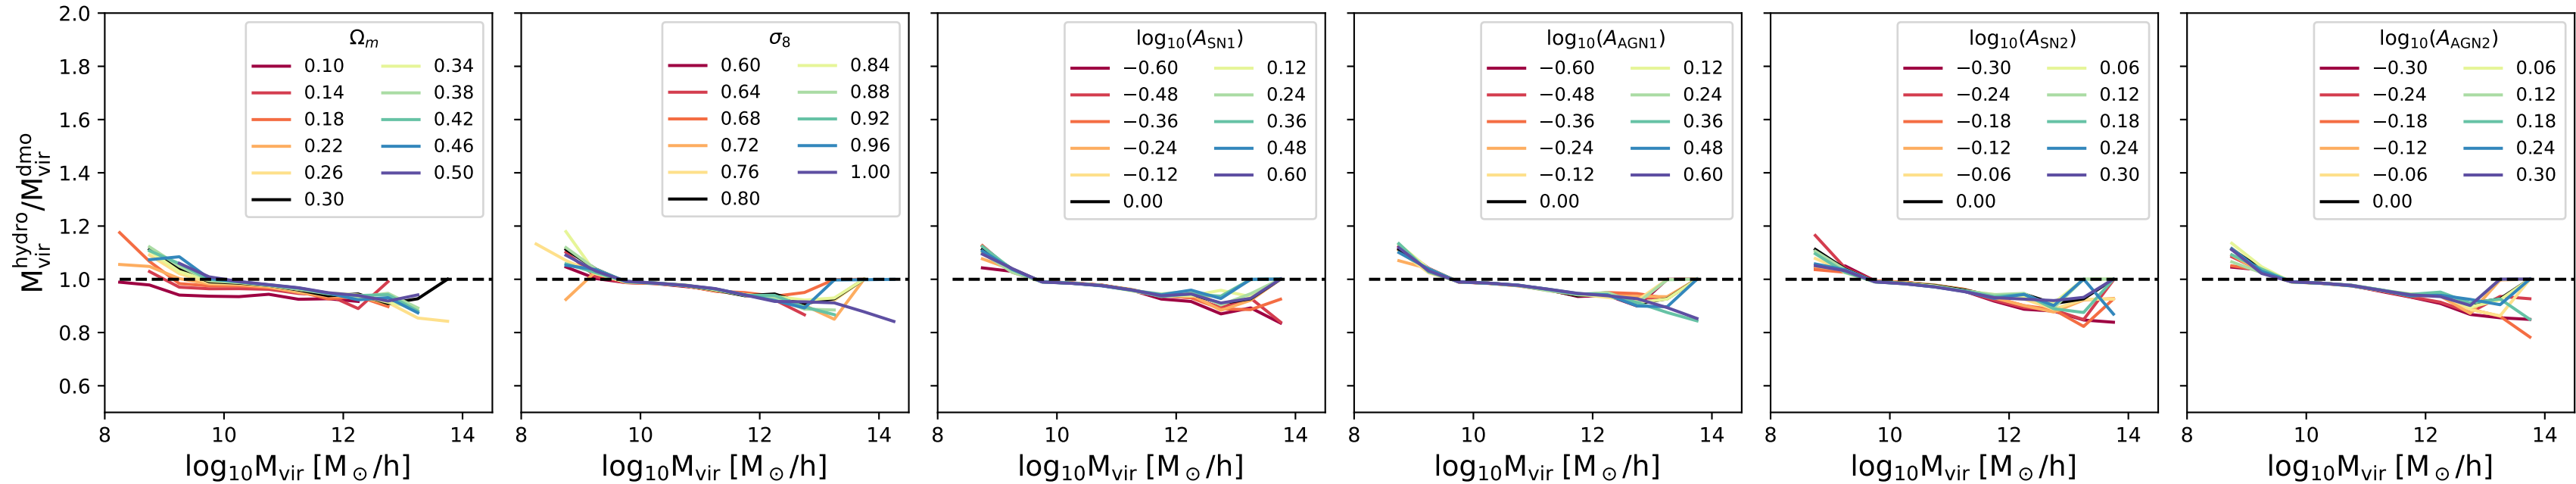 M_vir^hydro/M_vir^dmo
2.0
1.8
1.6
1.4
1.2
1.0
0.8
0.6
Ω_m
0.10 0.34
0.14 0.38
0.18 0.42
0.22 0.46
0.26 0.50
0.30
8 10 12 14
log₁₀M_vir [M_⊙/h]
σ₈
0.60 0.84
0.64 0.88
0.68 0.92
0.72 0.96
0.76 1.00
0.80
8 10 12 14
log₁₀M_vir [M_⊙/h]
log₁₀(A_SN1)
−0.60 0.12
−0.48 0.24
−0.36 0.36
−0.24 0.48
−0.12 0.60
0.00
8 10 12 14
log₁₀M_vir [M_⊙/h]
log₁₀(A_AGN1)
−0.60 0.12
−0.48 0.24
−0.36 0.36
−0.24 0.48
−0.12 0.60
0.00
8 10 12 14
log₁₀M_vir [M_⊙/h]
log₁₀(A_SN2)
−0.30 0.06
−0.24 0.12
−0.18 0.18
−0.12 0.24
−0.06 0.30
0.00
8 10 12 14
log₁₀M_vir [M_⊙/h]
log₁₀(A_AGN2)
−0.30 0.06
−0.24 0.12
−0.18 0.18
−0.12 0.24
−0.06 0.30
0.00
8 10 12 14
log₁₀M_vir [M_⊙/h]